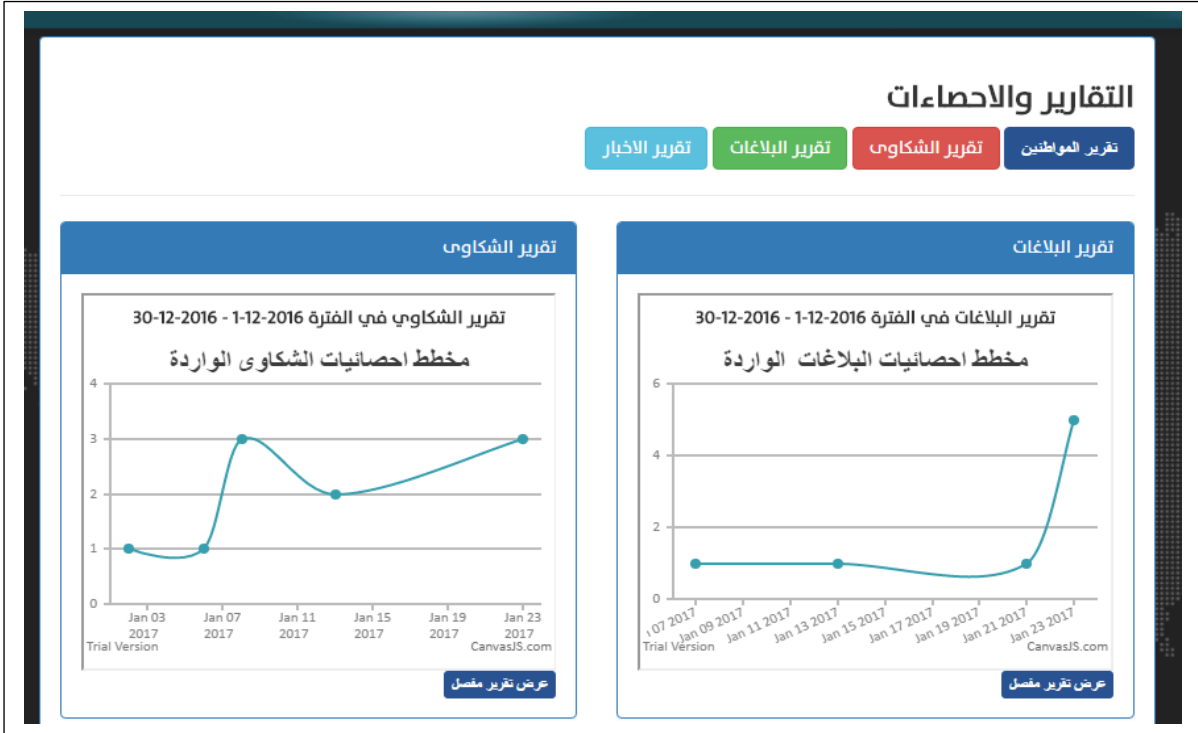 التقارير والاحصاءات
تقرير المواطنين
تقرير الشكاوى
تقرير البلاغات
تقرير الاخبار
تقرير البلاغات
تقرير البلاغات في الفترة 2016-12-1 - 2016-12-30
مخطط احصائيات البلاغات الواردة
6
4
2
0
07 2017
Jan 09 2017
Jan 11 2017
Jan 13 2017
Jan 15 2017
Jan 17 2017
Jan 19 2017
Jan 21 2017
Jan 23 2017
Trial Version
CanvasJS.com
عرض تقرير مفصل
تقرير الشكاوى
تقرير الشكاوي في الفترة 2016-12-1 - 2016-12-30
مخطط احصائيات الشكاوى الواردة
4
3
2
1
0
Jan 03 2017
Jan 07 2017
Jan 11 2017
Jan 15 2017
Jan 19 2017
Jan 23 2017
Trial Version
CanvasJS.com
عرض تقرير مفصل